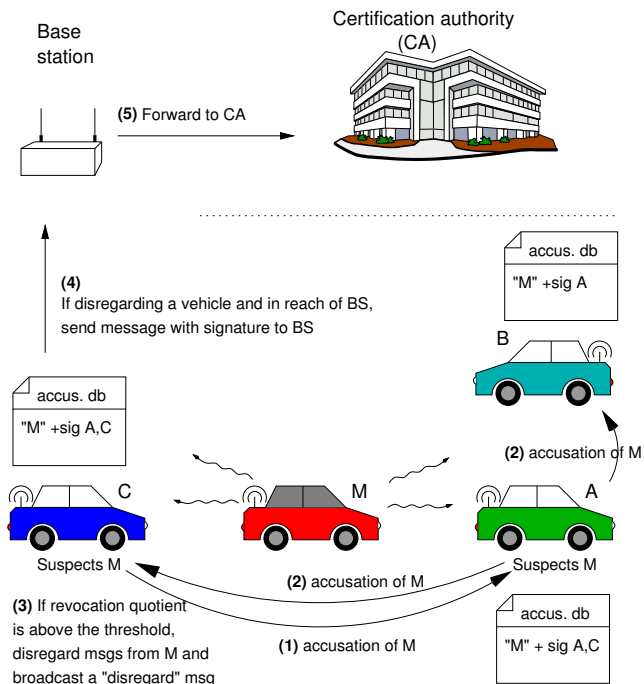 Base
station
Certification authority
(CA)
(5) Forward to CA
(4)
If disregarding a vehicle and in reach of BS,
send message with signature to BS
accus. db
"M" +sig A
B
accus. db
"M" +sig A,C
(2) accusation of M
C
M
A
Suspects M
Suspects M
(2) accusation of M
(3) If revocation quotient
is above the threshold,
disregard msgs from M and
broadcast a "disregard" msg
(1) accusation of M
accus. db
"M" + sig A,C